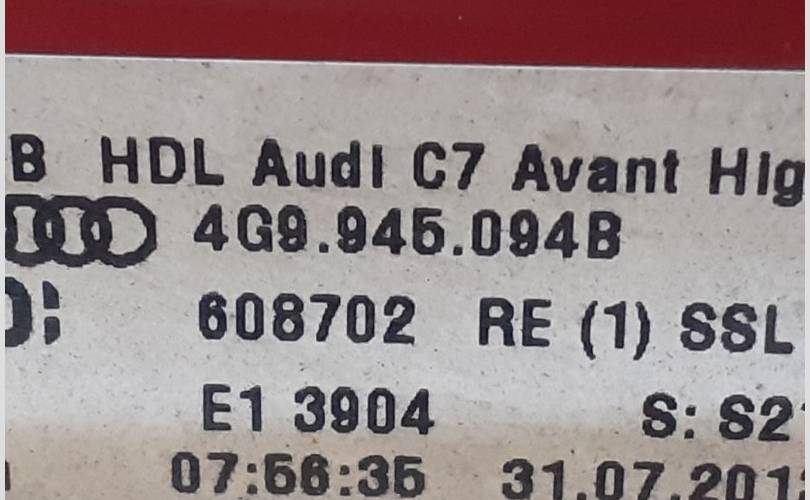 B HDL Audi C7 Avant Hig
4G9.945.094B
608702 RE (1) SSL
E1 3904 S: S2
07:56:35 31.07.201